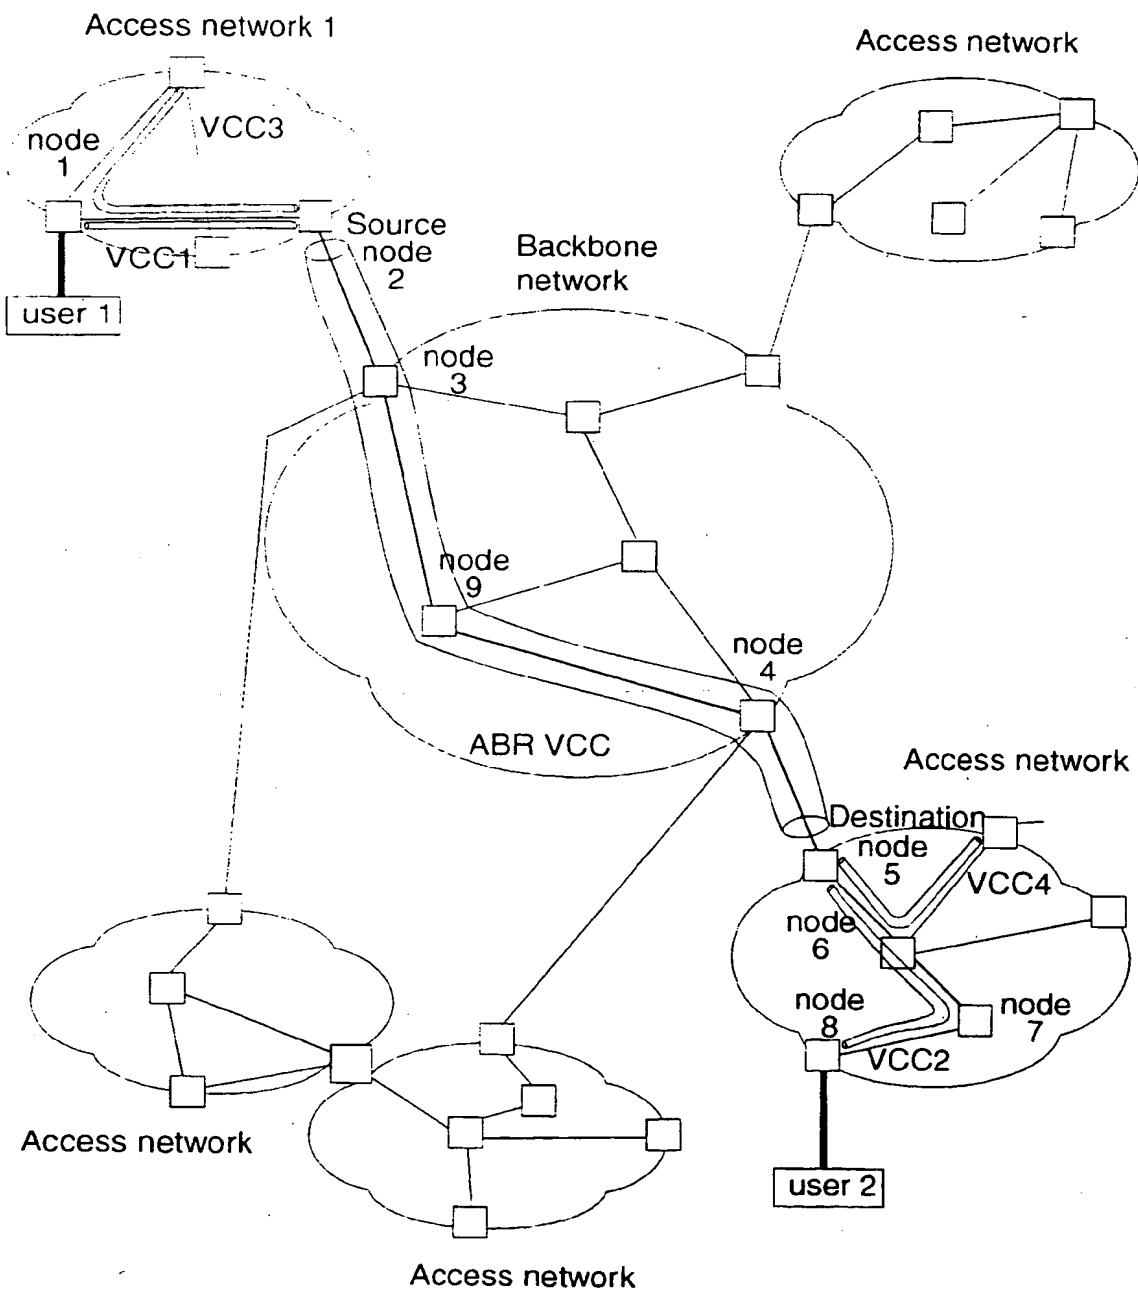 Access network 1
Access network
VCC3
node
1
Source
node
2
VCC1
user 1
Backbone
network
node
3
node
9
node
4
ABR VCC
Access network
Destination
node
5
VCC4
node
6
node
8
node
7
VCC2
Access network
user 2
Access network